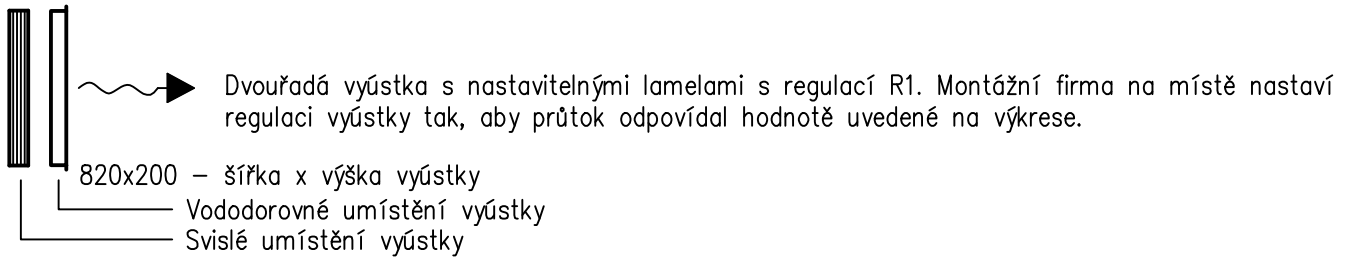 Dvouřadá vyústka s nastavitelnými lamelami s regulací R1. Montážní firma na místě nastaví
regulaci vyústky tak, aby průtok odpovídal hodnotě uvedené na výkrese.
820x200 – šířka x výška vyústky
Vododorovné umístění vyústky
Svislé umístění vyústky